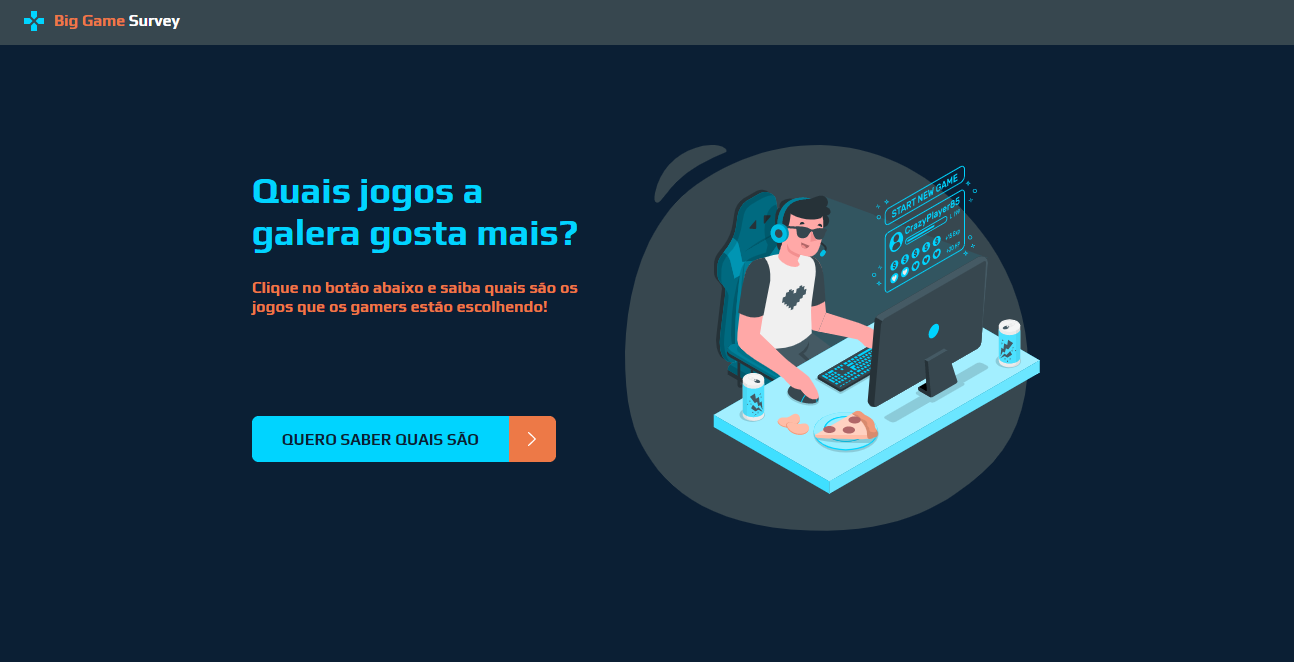 Big Game Survey
Quais jogos a
galera gosta mais?
Clique no botão abaixo e saiba quais são os
jogos que os gamers estão escolhendo!
QUERO SABER QUAIS SÃO
START NEW GAME
CrazyPlayer85